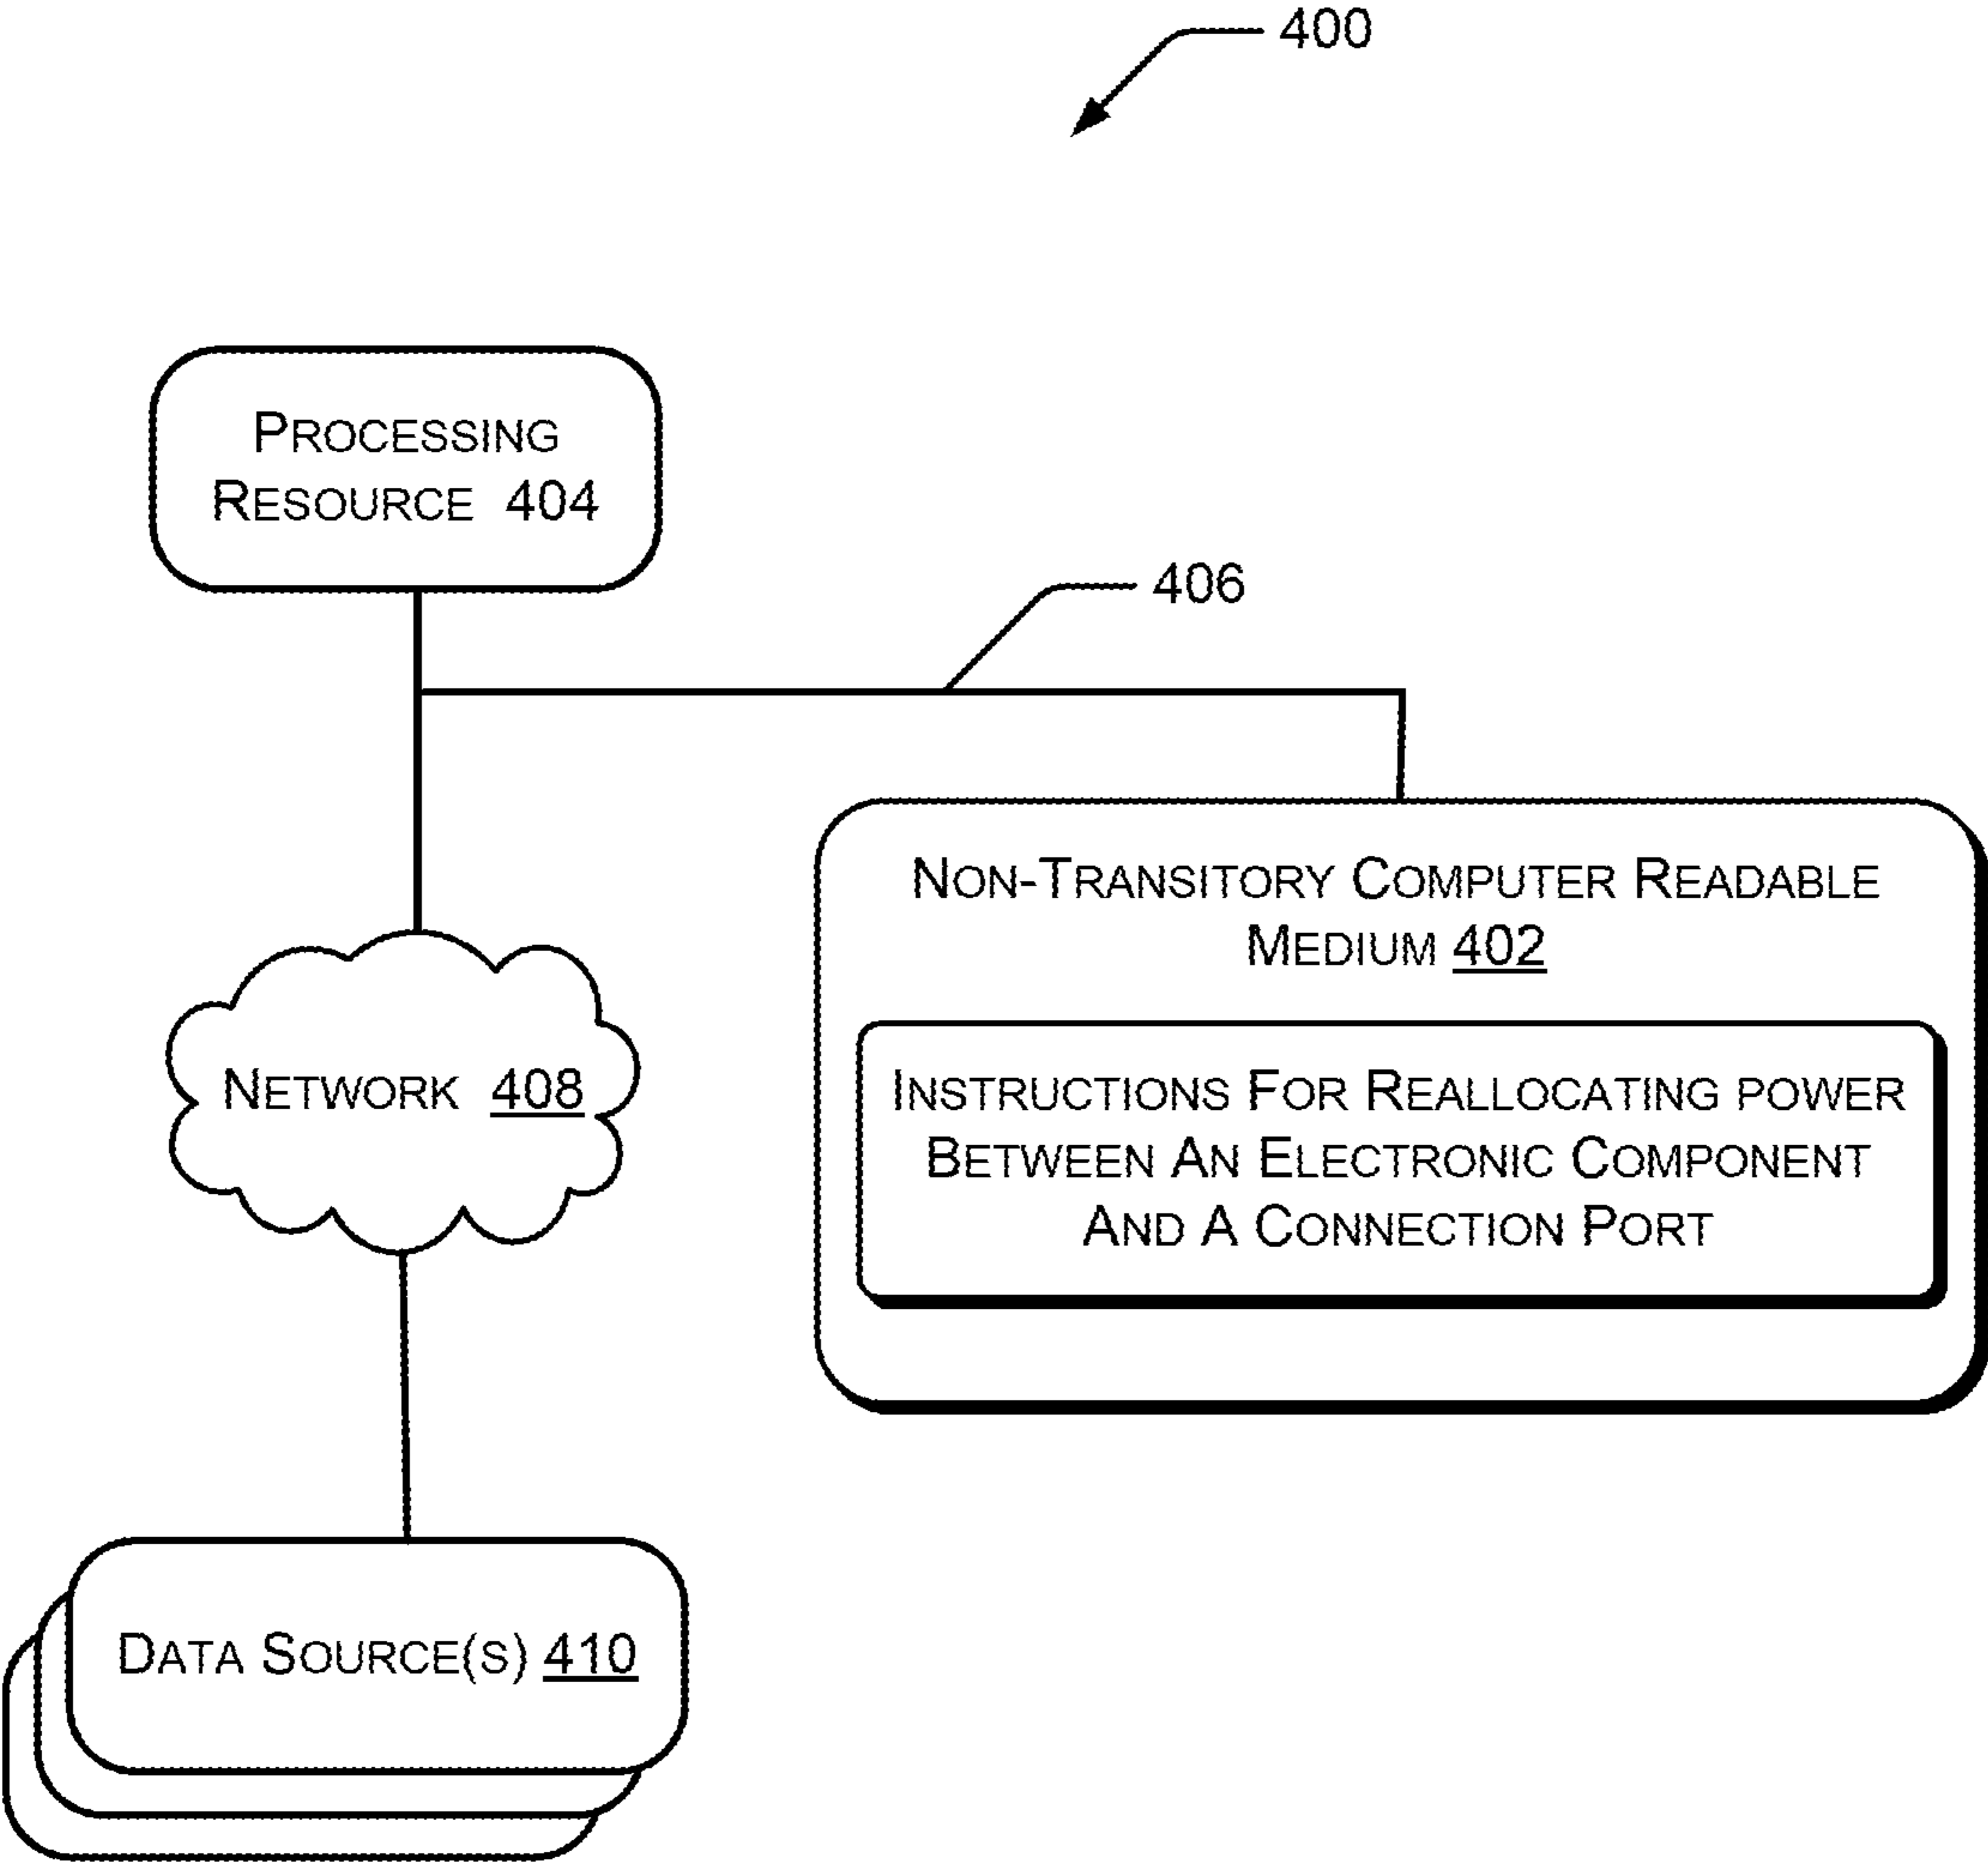 400
PROCESSING
RESOURCE 404
406
NON-TRANSITORY COMPUTER READABLE
MEDIUM 402
NETWORK 408
INSTRUCTIONS FOR REALLOCATING POWER
BETWEEN AN ELECTRONIC COMPONENT
AND A CONNECTION PORT
DATA SOURCE(S) 410